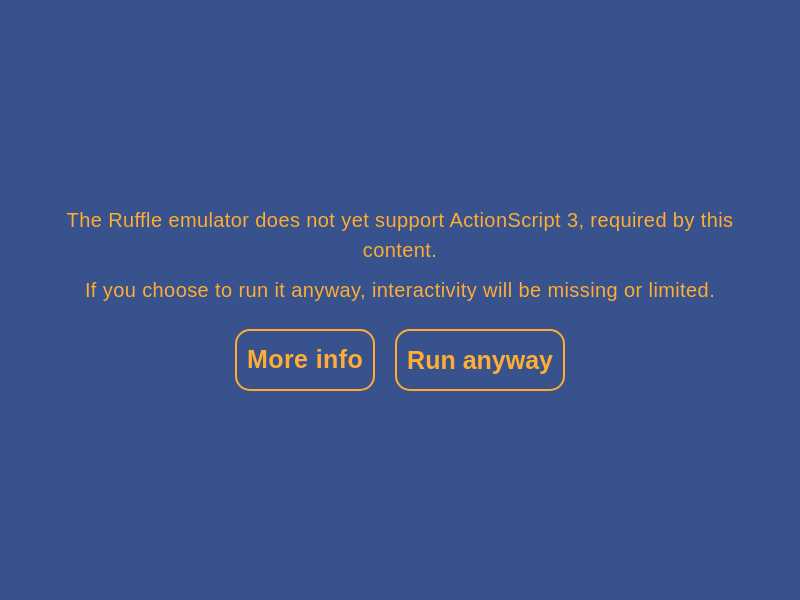 The Ruffle emulator does not yet support ActionScript 3, required by this
content.
If you choose to run it anyway, interactivity will be missing or limited.
More info
Run anyway